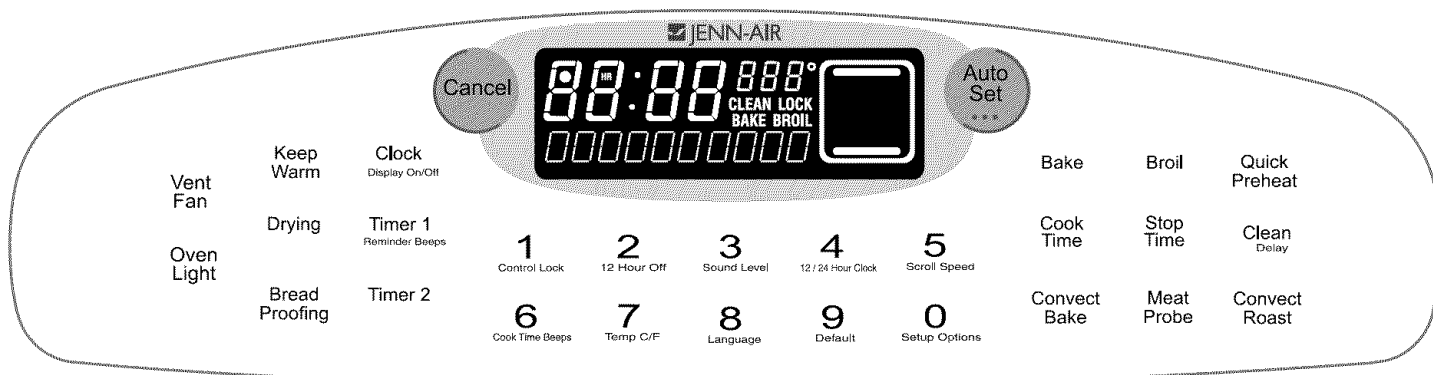 JENN-AIR
Cancel
88:88
HR
888°
CLEAN LOCK
BAKE BROIL
Auto
Set
Vent
Fan
Oven
Light
Keep
Warm
Clock
Display On/Off
Drying
Timer 1
Reminder Beeps
Bread
Proofing
Timer 2
1
Control Lock
2
12 Hour Off
3
Sound Level
4
12 / 24 Hour Clock
5
Scroll Speed
6
Cook Time Beeps
7
Temp C/F
8
Language
9
Default
0
Setup Options
Bake
Broil
Quick
Preheat
Cook
Time
Stop
Time
Clean
Delay
Convect
Bake
Meat
Probe
Convect
Roast